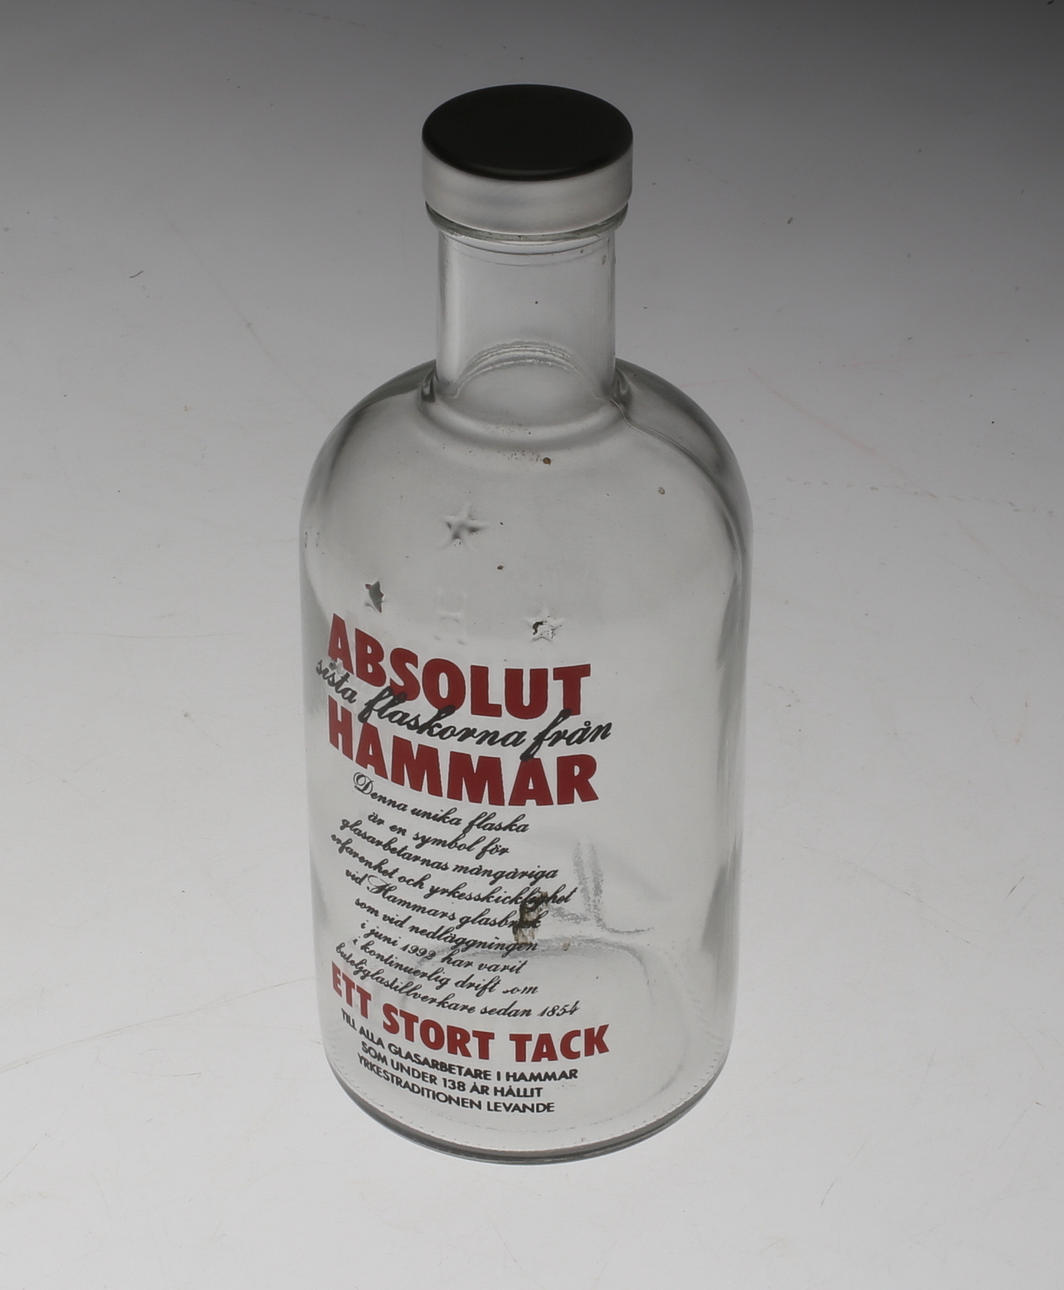 ABSOLUT
sista flaskorna från
HAMMAR
Denna unika flaska
är en symbol för
glasarbetarnas mångåriga
erfarenhet och yrkesskicklighet
vid Hammars glasbruk
som vid nedläggningen
i juni 1992 har varit
i kontinuerlig drift som
buteljglastillverkare sedan 1854
ETT STORT TACK
TILL ALLA GLASARBETARE I HAMMAR
SOM UNDER 138 ÅR HÅLLIT
YRKESTRADITIONEN LEVANDE